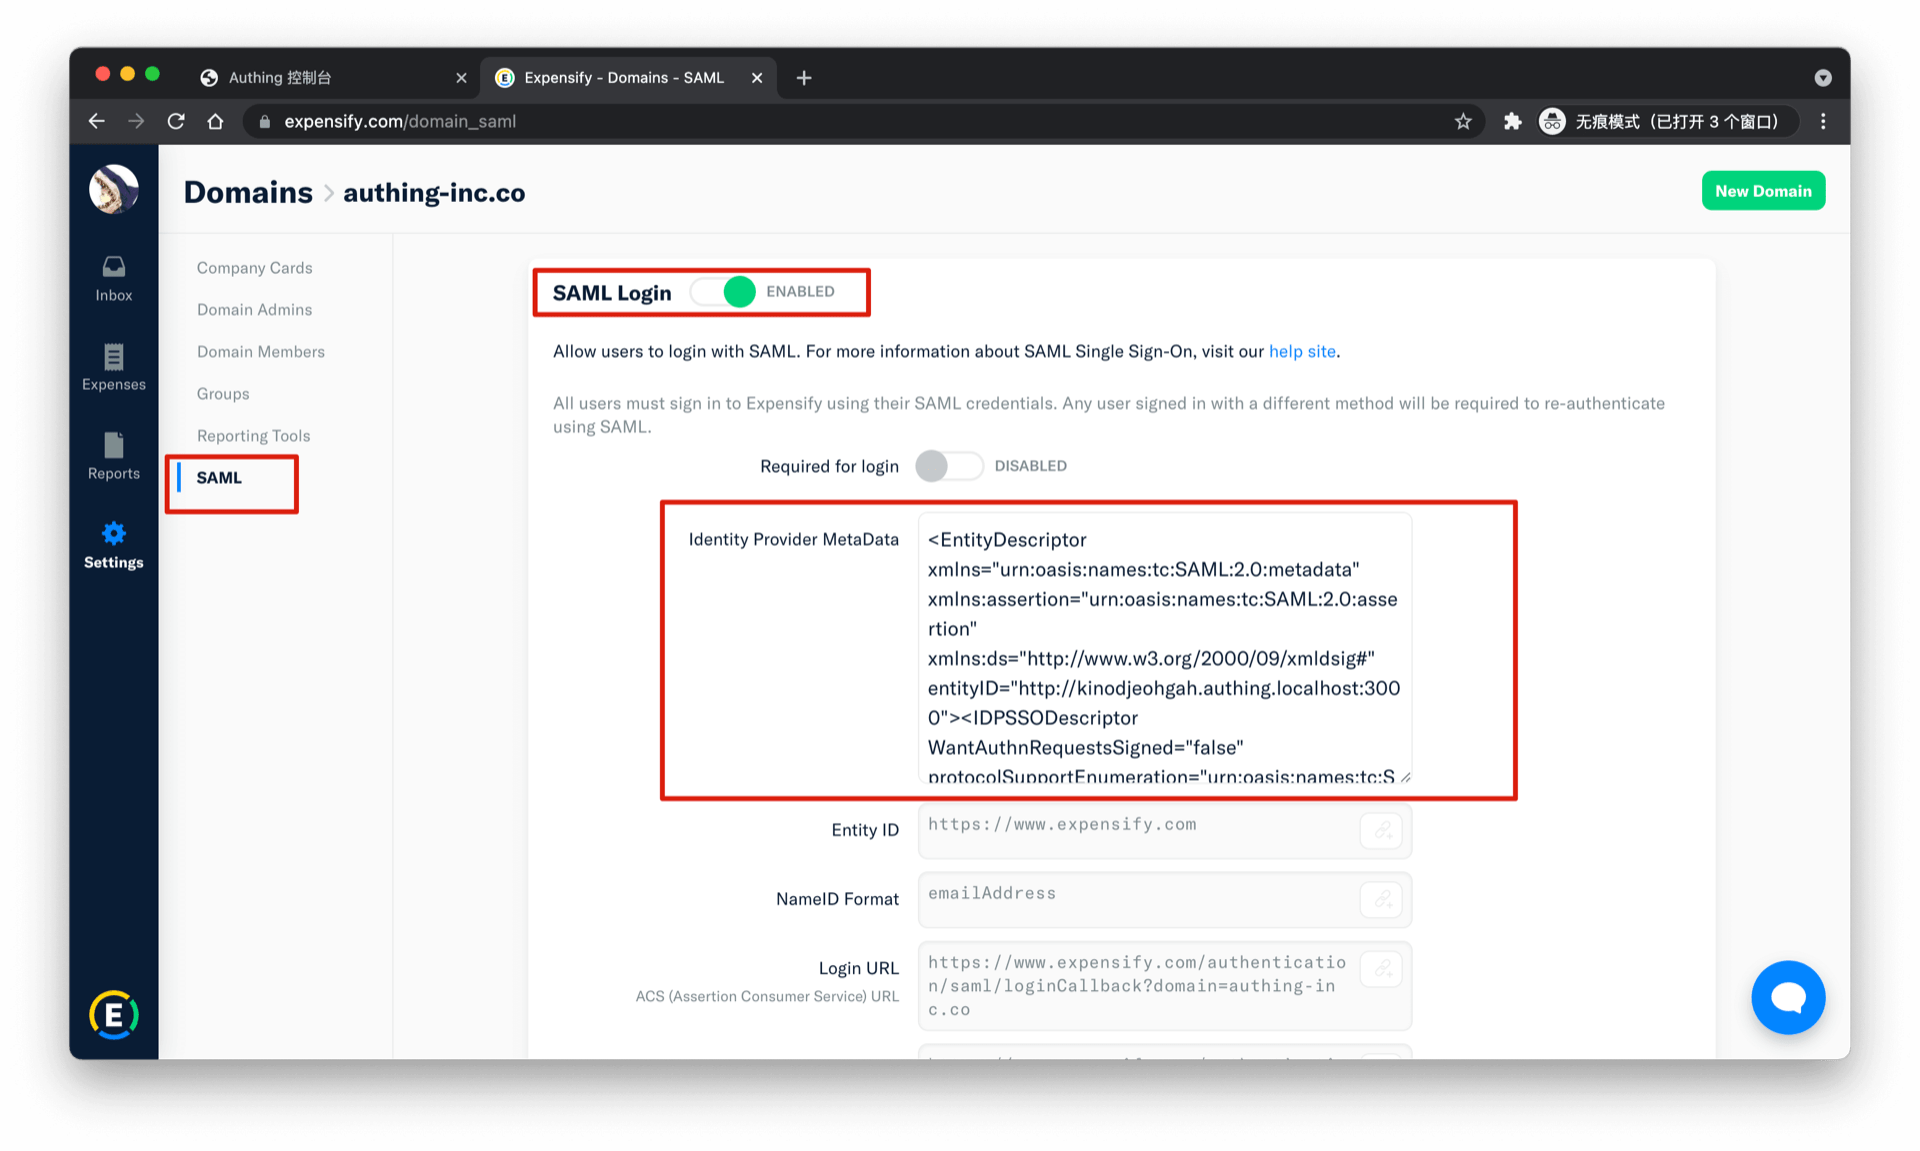 Authing 控制台
Expensify - Domains - SAML
expensify.com/domain_saml
无痕模式（已打开 3 个窗口）
Domains > authing-inc.co
New Domain
Inbox
Expenses
Reports
Settings
Company Cards
Domain Admins
Domain Members
Groups
Reporting Tools
SAML
SAML Login
ENABLED
Allow users to login with SAML. For more information about SAML Single Sign-On, visit our help site.
All users must sign in to Expensify using their SAML credentials. Any user signed in with a different method will be required to re-authenticate
using SAML.
Required for login
DISABLED
Identity Provider MetaData
<EntityDescriptor
xmlns="urn:oasis:names:tc:SAML:2.0:metadata"
xmlns:assertion="urn:oasis:names:tc:SAML:2.0:asse
rtion"
xmlns:ds="http://www.w3.org/2000/09/xmldsig#"
entityID="http://kinodjeohgah.authing.localhost:300
0"><IDPSSODescriptor
WantAuthnRequestsSigned="false"
protocolSupportEnumeration="urn:oasis:names:tc:S
Entity ID
https://www.expensify.com
NameID Format
emailAddress
Login URL
ACS (Assertion Consumer Service) URL
https://www.expensify.com/authenticatio
n/saml/loginCallback?domain=authing-in
c.co
E